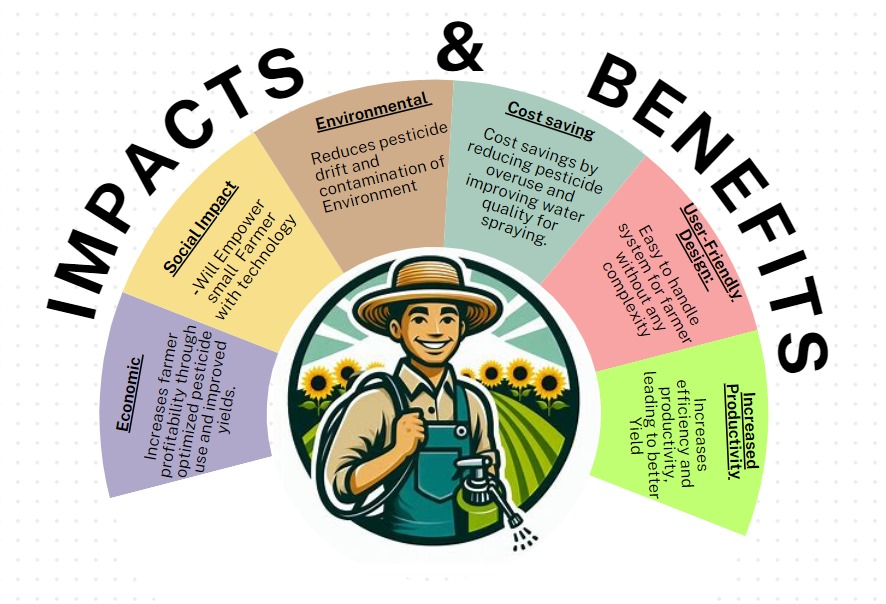 IMPACTS & BENEFITS
Economic
Increases farmer
profitability through
optimized pesticide
use and improved
yields.
Social Impact
-Will Empower
small Farmer
with technology
Environmental
Reduces pesticide
drift and
contamination of
Environment
Cost saving
Cost savings by
reducing pesticide
overuse and
improving water
quality for
spraying.
User-Friendly
Design:
Easy to handle
system for farmer
without any
complexity
Increased
Productivity
Increases
efficiency and
productivity,
leading to better
Yield